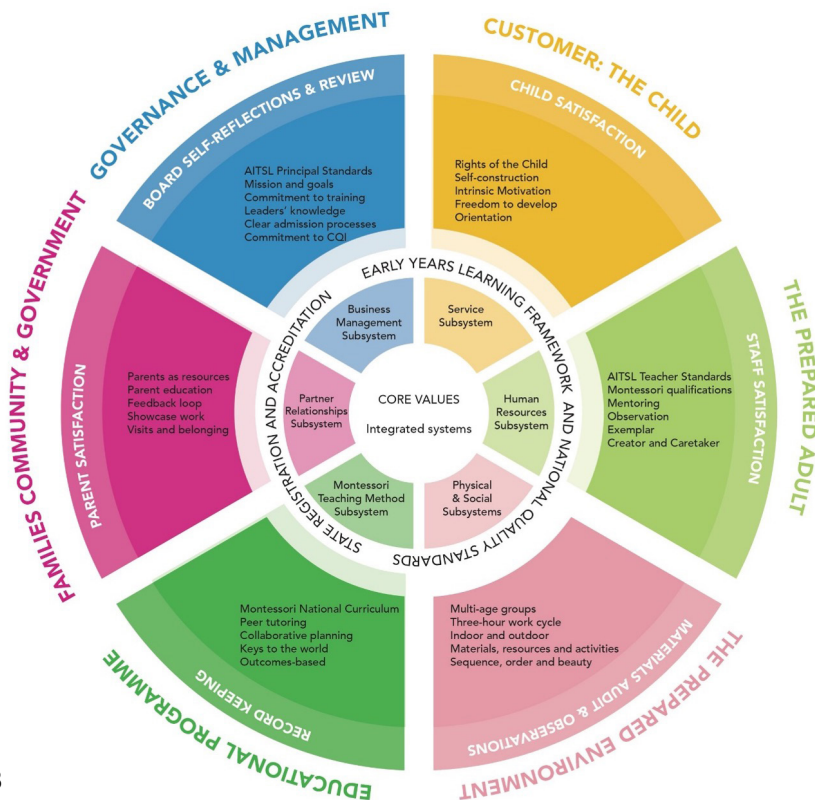 GOVERNANCE & MANAGEMENT
BOARD SELF-REFLECTIONS & REVIEW
AITSL Principal Standards
Mission and goals
Commitment to training
Leaders' knowledge
Clear admission processes
Commitment to CQI
CUSTOMER: THE CHILD
CHILD SATISFACTION
Rights of the Child
Self-construction
Intrinsic Motivation
Freedom to develop
Orientation
THE PREPARED ADULT
STAFF SATISFACTION
AITSL Teacher Standards
Montessori qualifications
Mentoring
Observation
Exemplar
Creator and Caretaker
THE PREPARED ENVIRONMENT
MATERIALS AUDIT & OBSERVATIONS
Multi-age groups
Three-hour work cycle
Indoor and outdoor
Materials, resources and activities
Sequence, order and beauty
EDUCATIONAL PROGRAMME
RECORD KEEPING
Montessori National Curriculum
Peer tutoring
Collaborative planning
Keys to the world
Outcomes-based
FAMILIES COMMUNITY & GOVERNMENT
PARENT SATISFACTION
Parents as resources
Parent education
Feedback loop
Showcase work
Visits and belonging
EARLY YEARS LEARNING FRAMEWORK AND NATIONAL QUALITY STANDARDS
STATE REGISTRATION AND ACCREDITATION
Business
Management
Subsystem
Service
Subsystem
Human
Resources
Subsystem
Physical
& Social
Subsystems
Montessori
Teaching Method
Subsystem
Partner
Relationships
Subsystem
CORE VALUES
Integrated systems